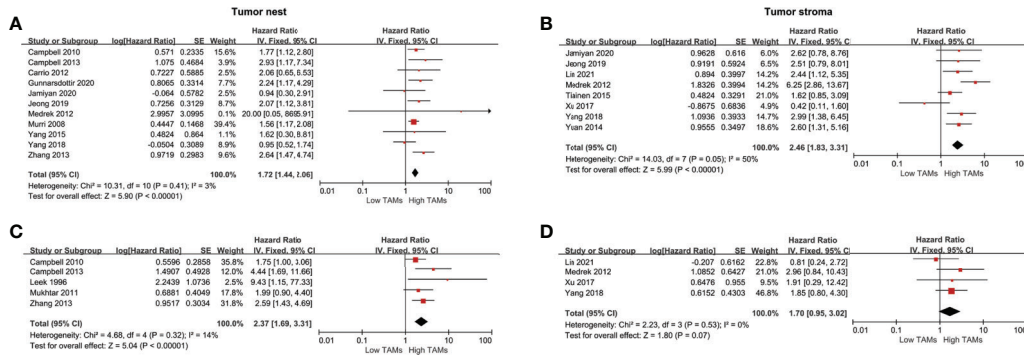 Tumor nest
A
Hazard Ratio Hazard Ratio
Study or Subgroup log[Hazard Ratio] SE Weight IV. Fixed. 95% CI IV. Fixed. 95% CI
Campbell 2010 0.571 0.2335 15.6% 1.77 [1.12, 2.80]
Campbell 2013 1.075 0.4684 3.9% 2.93 [1.17, 7.34]
Carrio 2012 0.7227 0.5885 2.4% 2.06 [0.65, 6.53]
Gunnarsdottir 2020 0.8065 0.3314 7.7% 2.24 [1.17, 4.29]
Jamiyan 2020 -0.064 0.5782 2.5% 0.94 [0.30, 2.91]
Jeong 2019 0.7256 0.3129 8.7% 2.07 [1.12, 3.81]
Medrek 2012 2.9957 3.0995 0.1% 20.00 [0.05, 8695.91]
Murri 2008 0.4447 0.1468 39.4% 1.56 [1.17, 2.08]
Yang 2015 0.4824 0.864 1.1% 1.62 [0.30, 8.81]
Yang 2018 -0.0504 0.3089 8.9% 0.95 [0.52, 1.74]
Zhang 2013 0.9719 0.2983 9.6% 2.64 [1.47, 4.74]
Total (95% CI) 100.0% 1.72 [1.44, 2.06]
Heterogeneity: Chi² = 10.31, df = 10 (P = 0.41); I² = 3%
Test for overall effect: Z = 5.90 (P < 0.00001)
0.01 0.1 1 10 100
Low TAMs High TAMs
Tumor stroma
B
Hazard Ratio Hazard Ratio
Study or Subgroup log[Hazard Ratio] SE Weight IV. Fixed. 95% CI IV. Fixed. 95% CI
Jamiyan 2020 0.9628 0.616 6.0% 2.62 [0.78, 8.76]
Jeong 2019 0.9191 0.5924 6.4% 2.51 [0.79, 8.01]
Lin 2021 0.894 0.3997 14.2% 2.44 [1.12, 5.35]
Medrek 2012 1.8326 0.3994 14.2% 6.25 [2.86, 13.67]
Tiainen 2015 0.4824 0.3291 21.0% 1.62 [0.85, 3.09]
Xu 2017 -0.8675 0.6836 4.9% 0.42 [0.11, 1.60]
Yang 2018 1.0936 0.3933 14.7% 2.99 [1.38, 6.45]
Yuan 2014 0.9555 0.3497 18.6% 2.60 [1.31, 5.16]
Total (95% CI) 100.0% 2.46 [1.83, 3.31]
Heterogeneity: Chi² = 14.03, df = 7 (P = 0.05); I² = 50%
Test for overall effect: Z = 5.99 (P < 0.00001)
0.01 0.1 1 10 100
Low TAMs High TAMs
C
Hazard Ratio Hazard Ratio
Study or Subgroup log[Hazard Ratio] SE Weight IV. Fixed. 95% CI IV. Fixed. 95% CI
Campbell 2010 0.5596 0.2858 35.8% 1.75 [1.00, 3.06]
Campbell 2013 1.4907 0.4928 12.0% 4.44 [1.69, 11.66]
Leek 1996 2.2439 1.0736 2.5% 9.43 [1.15, 77.33]
Mukhtar 2011 0.6881 0.4049 17.8% 1.99 [0.90, 4.40]
Zhang 2013 0.9517 0.3034 31.8% 2.59 [1.43, 4.69]
Total (95% CI) 100.0% 2.37 [1.69, 3.31]
Heterogeneity: Chi² = 4.68, df = 4 (P = 0.32); I² = 14%
Test for overall effect: Z = 5.04 (P < 0.00001)
0.01 0.1 1 10 100
Low TAMs High TAMs
D
Hazard Ratio Hazard Ratio
Study or Subgroup log[Hazard Ratio] SE Weight IV. Fixed. 95% CI IV. Fixed. 95% CI
Lin 2021 -0.207 0.6162 22.8% 0.81 [0.24, 2.72]
Medrek 2012 1.0852 0.6427 21.0% 2.96 [0.84, 10.43]
Xu 2017 0.6476 0.955 9.5% 1.91 [0.29, 12.42]
Yang 2018 0.6152 0.4303 46.8% 1.85 [0.80, 4.30]
Total (95% CI) 100.0% 1.70 [0.95, 3.02]
Heterogeneity: Chi² = 2.23, df = 3 (P = 0.53); I² = 0%
Test for overall effect: Z = 1.80 (P = 0.07)
0.01 0.1 1 10 100
Low TAMs High TAMs